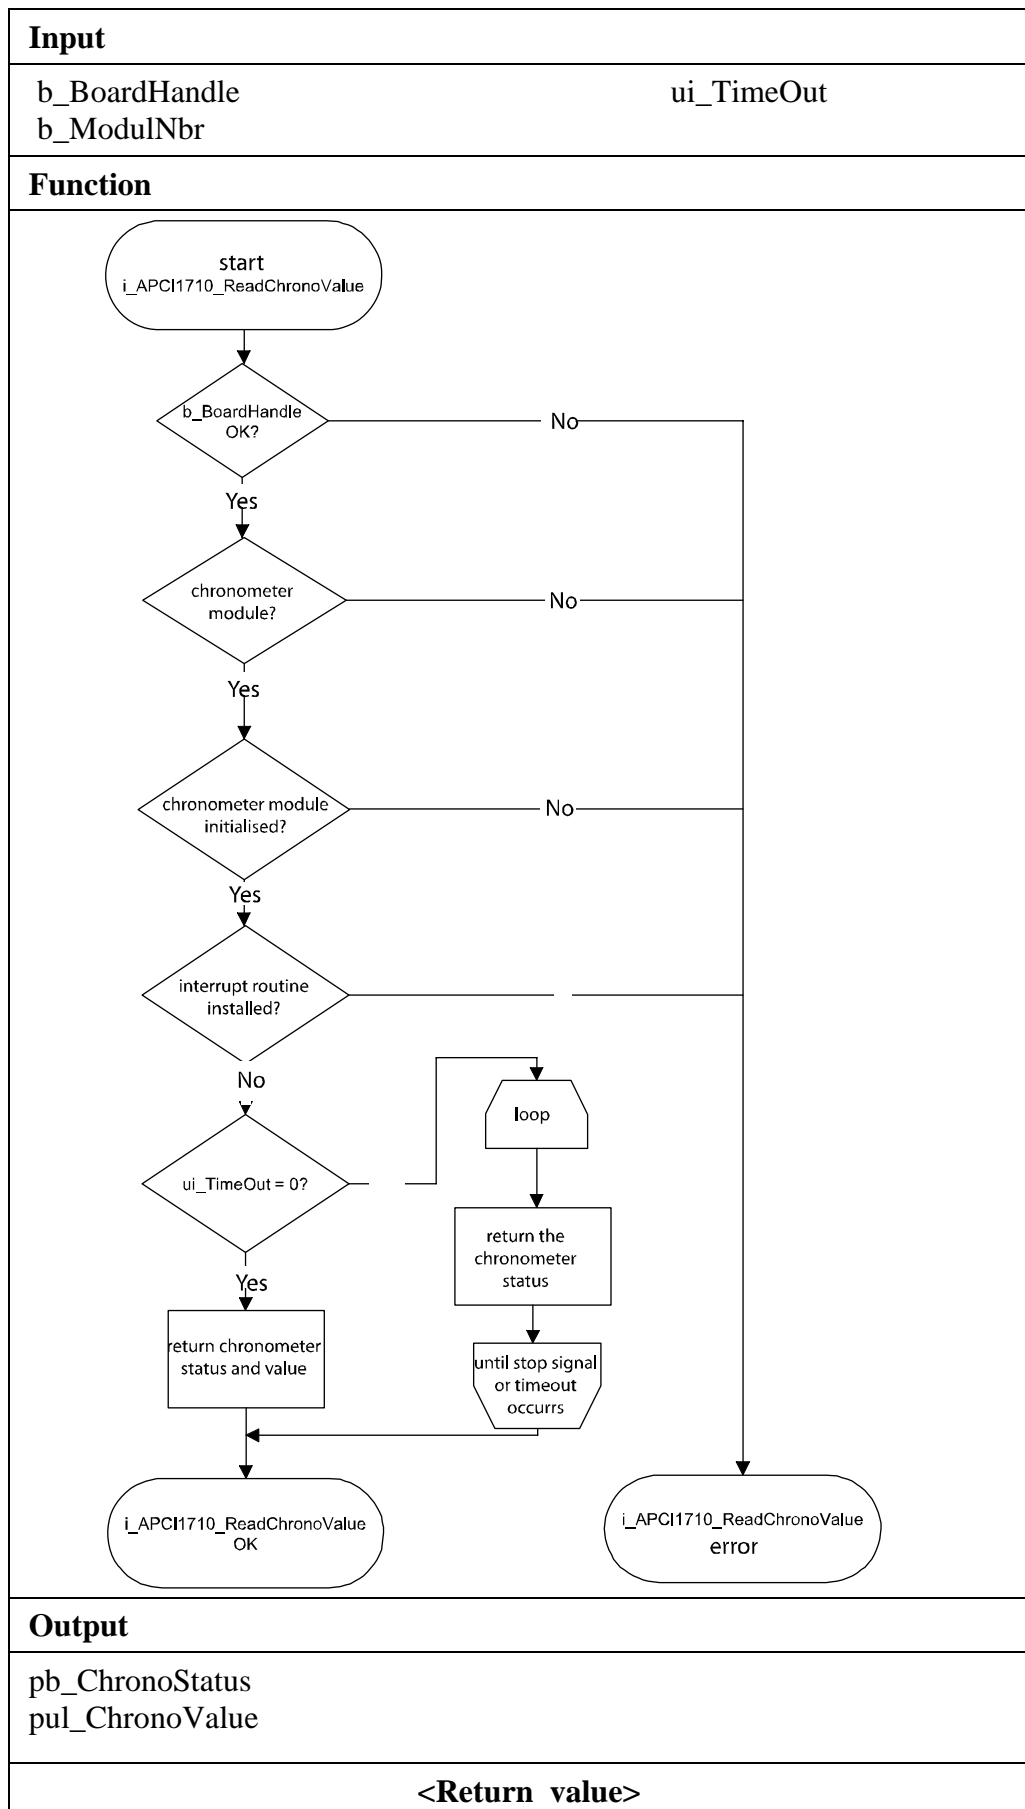 Input
b_BoardHandle ui_TimeOut
b_ModulNbr
Function
start
i_APCI1710_ReadChronoValue
b_BoardHandle
OK?
No
Yes
chronometer
module?
No
Yes
chronometer module
initialised?
No
Yes
interrupt routine
installed?
No
loop
ui_TimeOut = 0?
return the
chronometer
status
Yes
return chronometer
status and value
until stop signal
or timeout
occurrs
i_APCI1710_ReadChronoValue
OK
i_APCI1710_ReadChronoValue
error
Output
pb_ChronoStatus
pul_ChronoValue
<Return value>